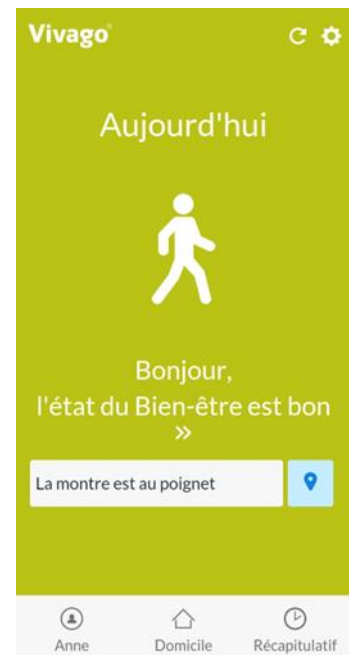 Vivago
Aujourd'hui
Bonjour,
l'état du Bien-être est bon
»
La montre est au poignet
Anne
Domicile
Récapitulatif